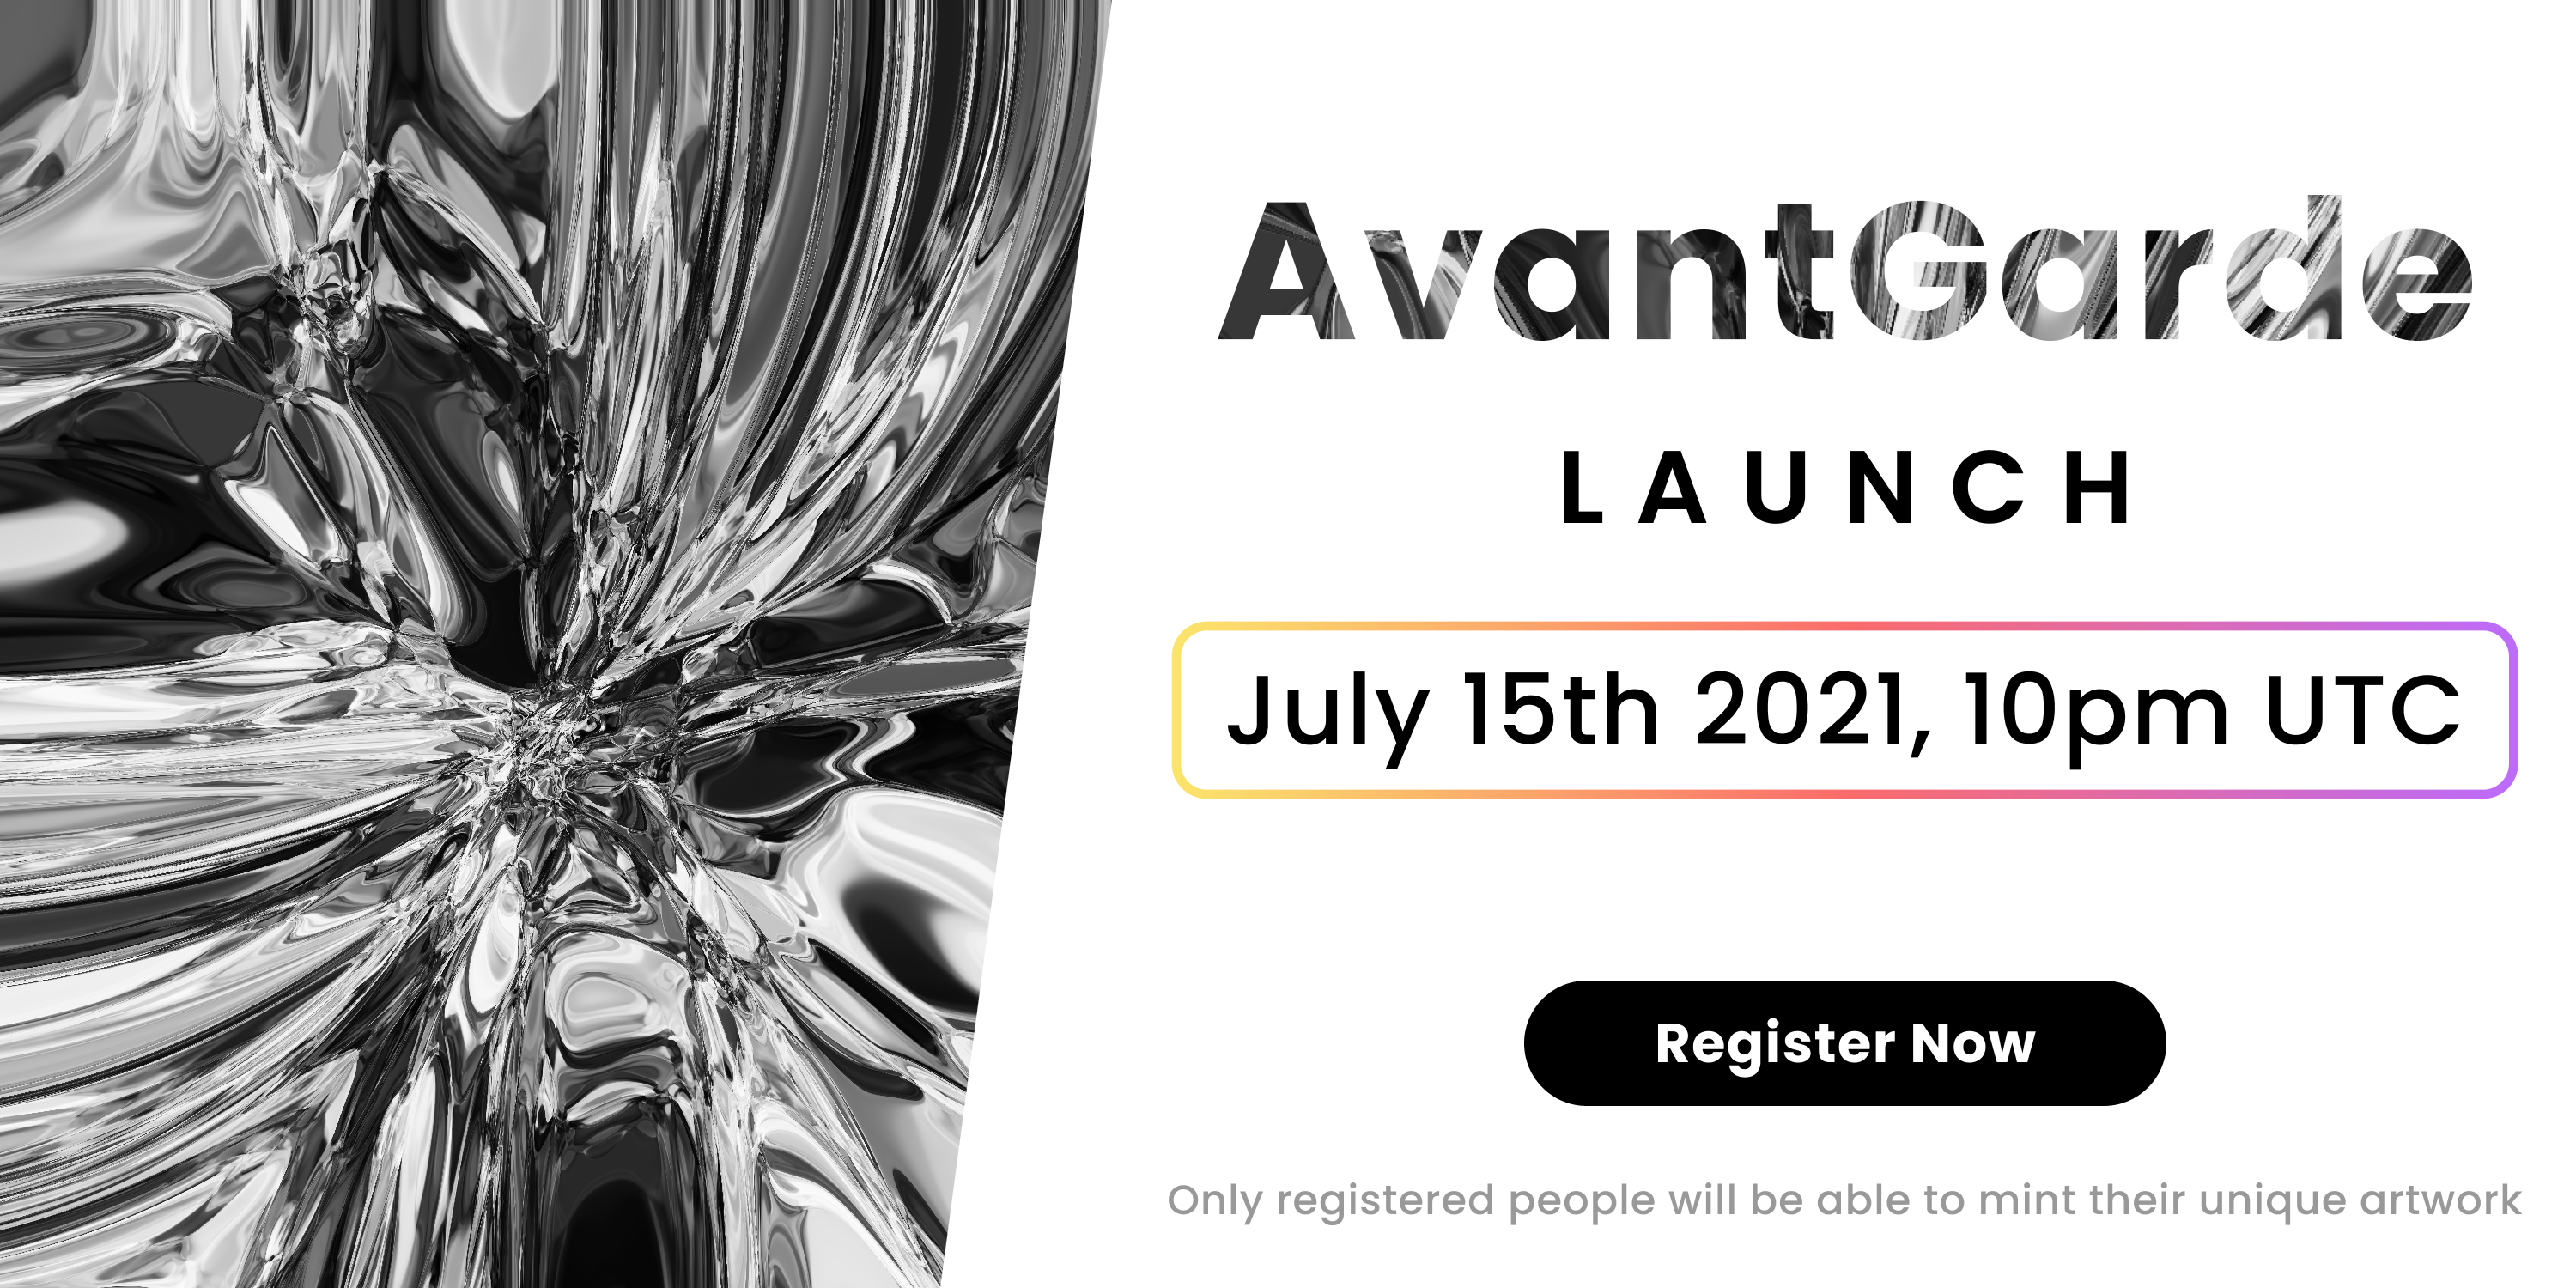 AvantGarde
LAUNCH
July 15th 2021, 10pm UTC
Register Now
Only registered people will be able to mint their unique artwork